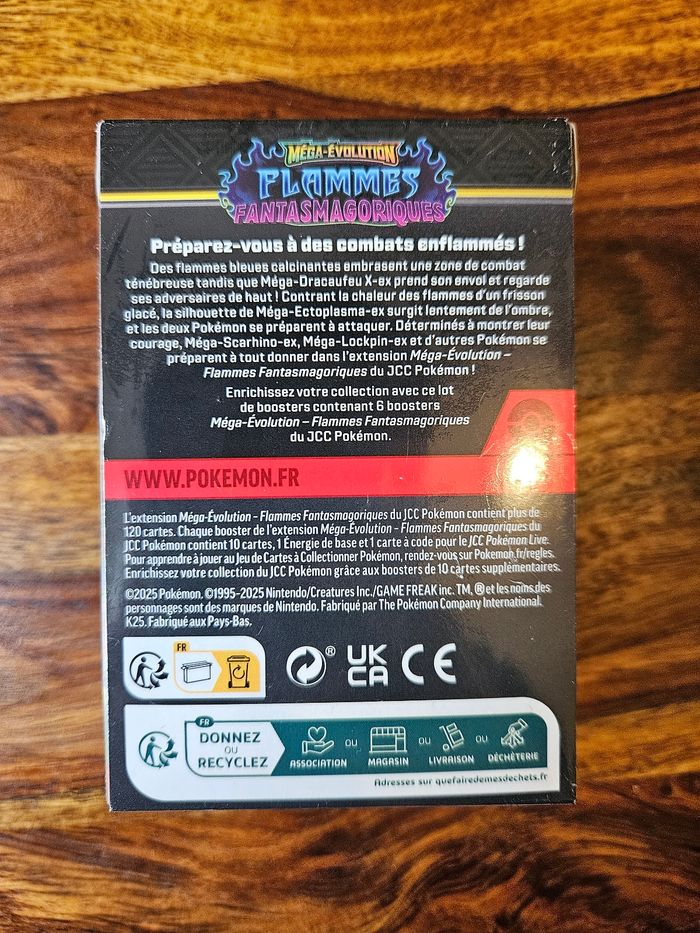 MÉGA-ÉVOLUTION
FLAMMES
FANTASMAGORIQUES
Préparez-vous à des combats enflammés !
Des flammes bleues calcinantes embrasent une zone de combat
ténébreuse tandis que Méga-Dracaufeu X-ex prend son envol et regarde
ses adversaires de haut ! Contrant la chaleur des flammes d'un frisson
glacé, la silhouette de Méga-Ectoplasma-ex surgit lentement de l'ombre,
et les deux Pokémon se préparent à attaquer. Déterminés à montrer leur
courage, Méga-Scarhino-ex, Méga-Lockpin-ex et d'autres Pokémon se
préparent à tout donner dans l'extension Méga-Évolution –
Flammes Fantasmagoriques du JCC Pokémon !
Enrichissez votre collection avec ce lot
de boosters contenant 6 boosters
Méga-Évolution – Flammes Fantasmagoriques
du JCC Pokémon.
WWW.POKEMON.FR
L'extension Méga-Évolution – Flammes Fantasmagoriques du JCC Pokémon contient plus de
120 cartes. Chaque booster de l'extension Méga-Évolution – Flammes Fantasmagoriques du
JCC Pokémon contient 10 cartes, 1 Énergie de base et 1 carte à code pour le JCC Pokémon Live.
Pour apprendre à jouer au Jeu de Cartes à Collectionner Pokémon, rendez-vous sur Pokemon.fr/regles.
Enrichissez votre collection du JCC Pokémon grâce aux boosters de 10 cartes supplémentaires.
©2025 Pokémon. ©1995–2025 Nintendo/Creatures Inc./GAME FREAK inc. TM, ® et les noms des
personnages sont des marques de Nintendo. Fabriqué par The Pokémon Company International.
K25. Fabriqué aux Pays-Bas.
FR
® UK CA CE
FR
DONNEZ
OU
RECYCLEZ
ASSOCIATION OU MAGASIN OU LIVRAISON OU DÉCHÈTERIE
Adresses sur quefairedemesdechets.fr